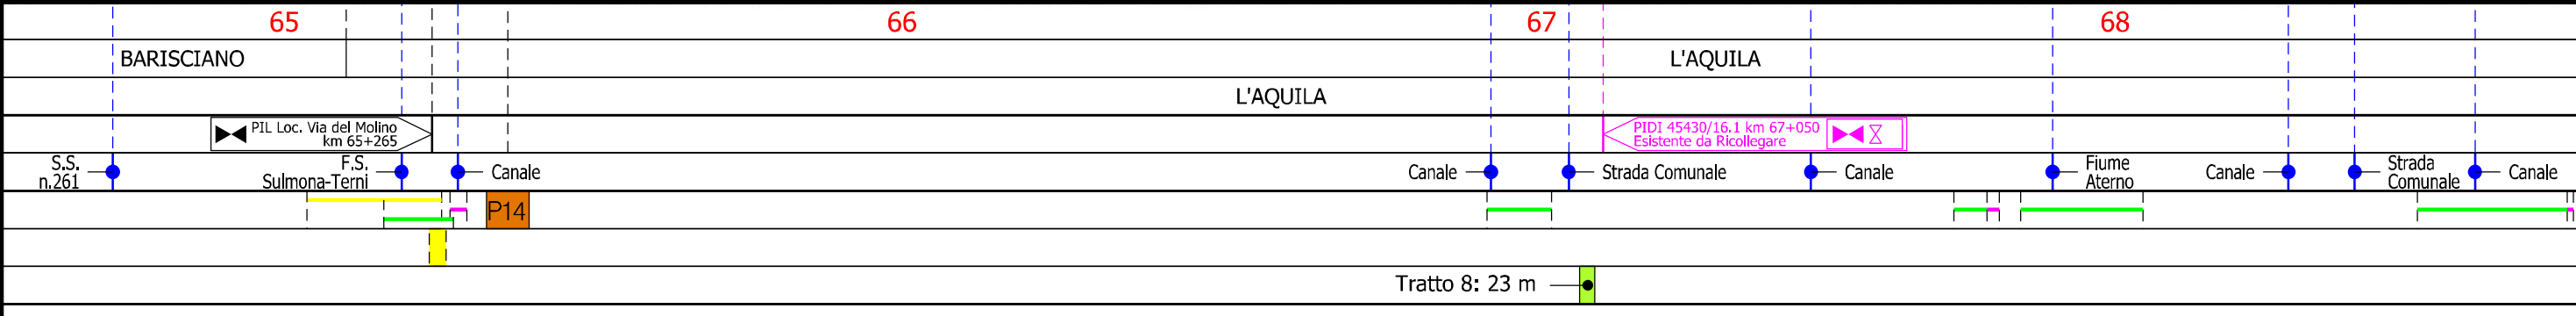 65 66 67 68
BARISCIANO L'AQUILA
L'AQUILA
PIL Loc. Via del Molino
km 65+265
PIDI 45430/16.1 km 67+050
Esistente da Ricollegare
S.S.
n.261
F.S.
Sulmona-Terni
Canale
Canale
Strada Comunale
Canale
Fiume
Aterno
Canale
Strada
Comunale
Canale
P14
Tratto 8: 23 m